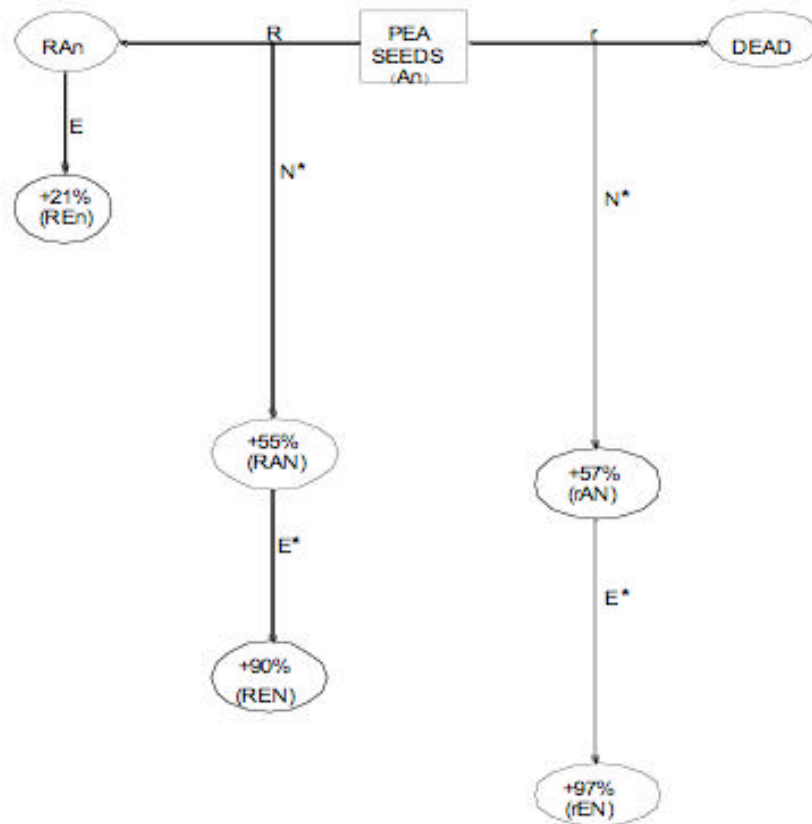 RAn
R
PEA
SEEDS
(An)
r
DEAD
E
N*
N*
+21%
(REn)
+55%
(RAN)
+57%
(rAN)
E*
E*
+90%
(REN)
+97%
(rEN)